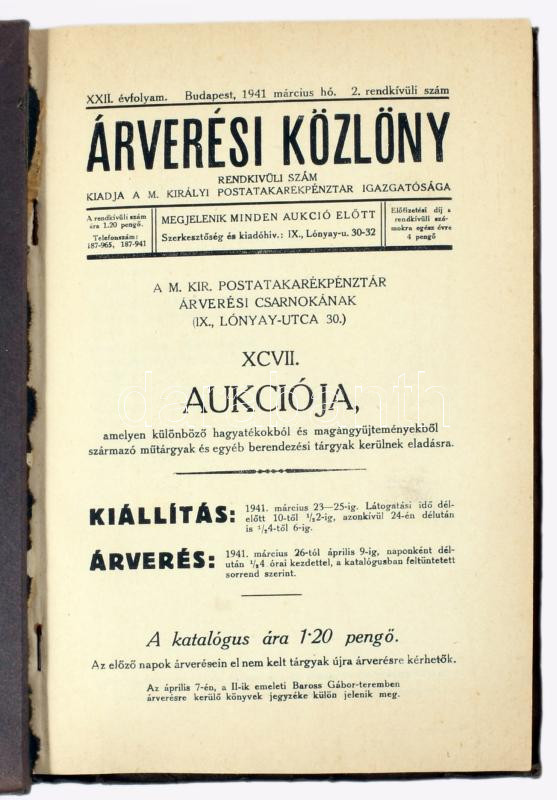 XXII. évfolyam. Budapest, 1941 március hó. 2. rendkívüli szám
ÁRVERÉSI KÖZLÖNY
RENDKIVÜLI SZÁM
KIADJA A M. KIRÁLYI POSTATAKARÉKPÉNZTÁR IGAZGATÓSÁGA
A rendkívüli szám
ára 1.20 pengő.
Telefonszám:
187-965, 187-941
MEGJELENIK MINDEN AUKCIÓ ELŐTT
Szerkesztőség és kiadóhiv.: IX., Lónyay-u. 30-32
Előfizetési díj a
rendkívüli szá-
mokra egész évre
4 pengő
A M. KIR. POSTATAKARÉKPÉNZTÁR
ÁRVERÉSI CSARNOKÁNAK
(IX., LÓNYAY-UTCA 30.)
XCVII.
AUKCIÓJA,
amelyen különböző hagyatékokból és magángyüjteményekből
származó műtárgyak és egyéb berendezési tárgyak kerülnek eladásra.
KIÁLLÍTÁS: 1941. március 23—25-ig. Látogatási idő dél-
előtt 10-től ½2-ig, azonkívül 24-én délután
is ½4-től 6-ig.
ÁRVERÉS: 1941. március 26-tól április 9-ig, naponként dél-
után ½4 órai kezdettel, a katalógusban feltüntetett
sorrend szerint.
A katalógus ára 1·20 pengő.
Az előző napok árverésein el nem kelt tárgyak újra árverésre kérhetők.
Az április 7-én, a II-ik emeleti Baross Gábor-teremben
árverésre kerülő könyvek jegyzéke külön jelenik meg.
darabanth